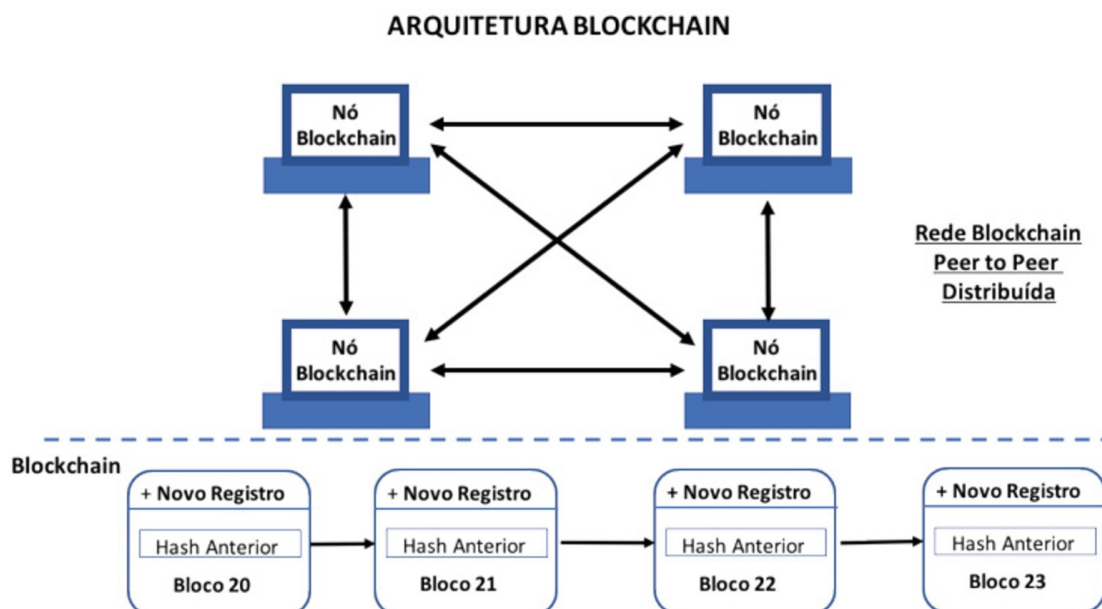 ARQUITETURA BLOCKCHAIN
Nó
Blockchain
Nó
Blockchain
Rede Blockchain
Peer to Peer
Distribuída
Nó
Blockchain
Nó
Blockchain
Blockchain
+ Novo Registro
Hash Anterior
Bloco 20
+ Novo Registro
Hash Anterior
Bloco 21
+ Novo Registro
Hash Anterior
Bloco 22
+ Novo Registro
Hash Anterior
Bloco 23